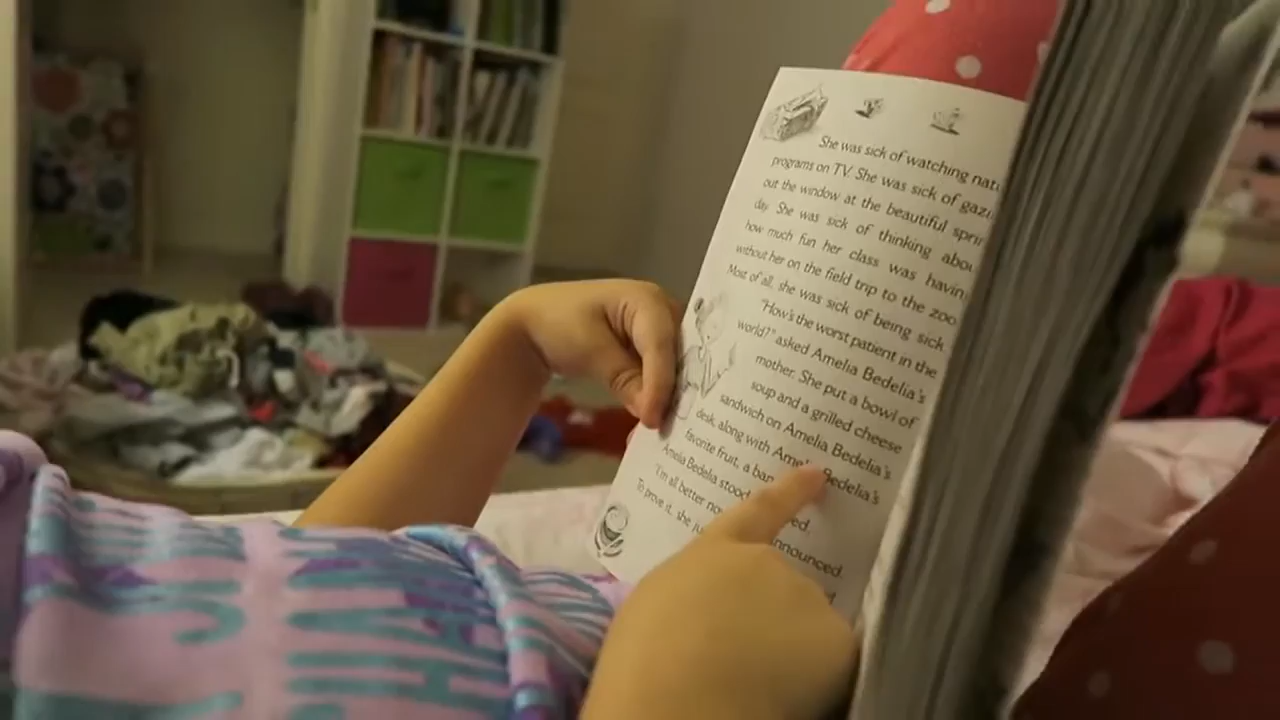 She was sick of watching natu
programs on TV. She was sick of gazi
out the window at the beautiful sprin
day. She was sick of thinking abou
how much fun her class was having
without her on the field trip to the zoo.
Most of all, she was sick of being sick.
"How's the worst patient in the
world?" asked Amelia Bedelia's
mother. She put a bowl of
soup and a grilled cheese
sandwich on Amelia Bedelia's
desk, along with Amelia Bedelia's
favorite fruit, a ban
Amelia Bedelia stood ed.
"I'm all better no nnounced.
To prove it, she ju d